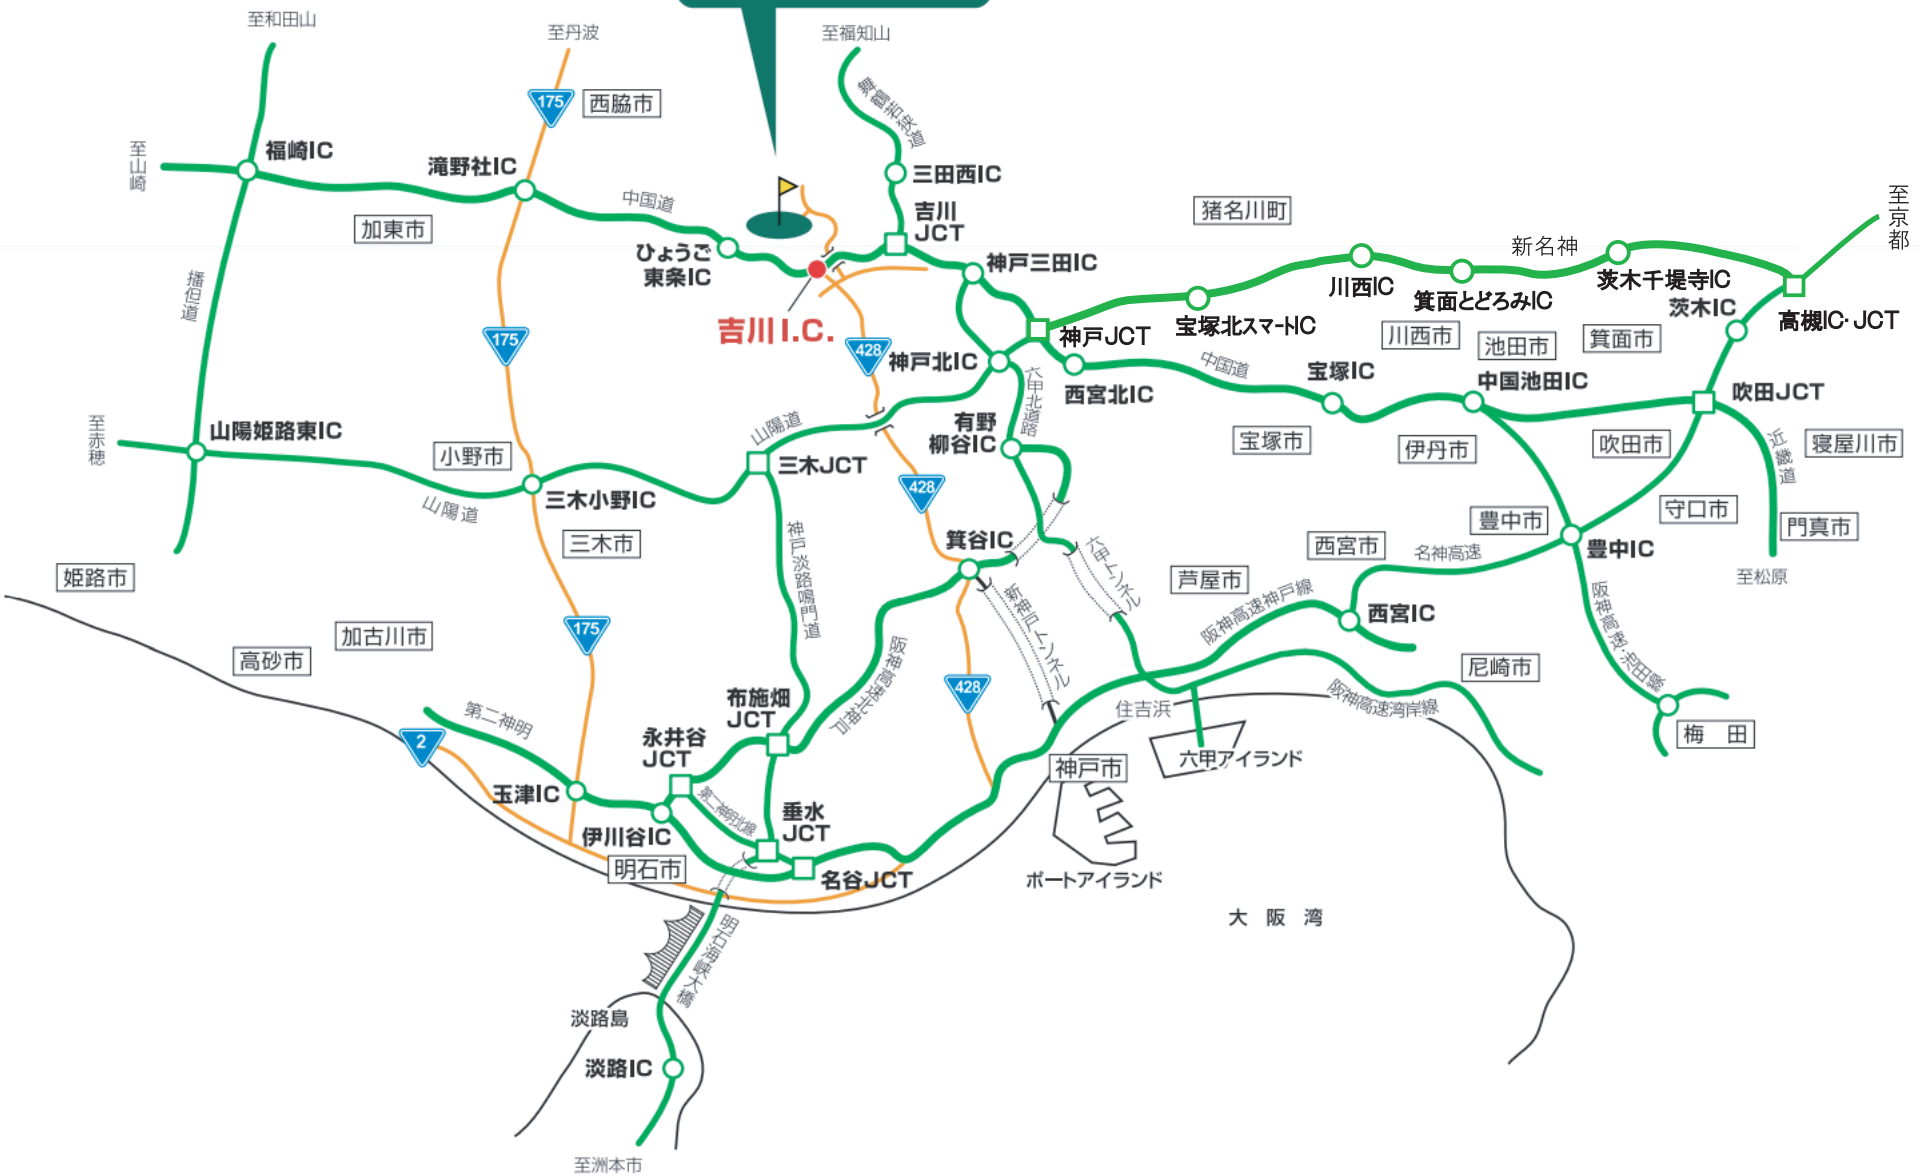 至和田山
至丹波
至福知山
舞鶴若狭道
175
西脇市
至山崎
福崎IC
滝野社IC
三田西IC
中国道
加東市
吉川
JCT
猪名川町
至京都
ひょうご
東条IC
神戸三田IC
新名神
川西IC
箕面とどろみIC
茨木千堤寺IC
茨木IC
高槻IC・JCT
播但道
吉川I.C.
宝塚北スマートIC
神戸JCT
川西市
池田市
箕面市
175
428
神戸北IC
西宮北IC
中国道
宝塚IC
中国池田IC
吹田JCT
六甲北道路
至赤穂
山陽姫路東IC
山陽道
有野
柳谷IC
宝塚市
伊丹市
吹田市
近畿道
寝屋川市
小野市
三木JCT
山陽道
三木小野IC
428
守口市
豊中市
門真市
三木市
神戸淡路鳴門道
箕谷IC
六甲トンネル
西宮市
名神高速
豊中IC
至松原
姫路市
芦屋市
新神戸トンネル
阪神高速神戸線
西宮IC
阪神高速・池田線
175
加古川市
高砂市
阪神高速北神戸
428
尼崎市
布施畑
JCT
住吉浜
阪神高速湾岸線
第二神明
2
永井谷
JCT
梅 田
六甲アイランド
神戸市
玉津IC
第二神明北線
垂水
JCT
伊川谷IC
明石市
名谷JCT
ポートアイランド
大 阪 湾
明石海峡大橋
淡路島
淡路IC
至洲本市